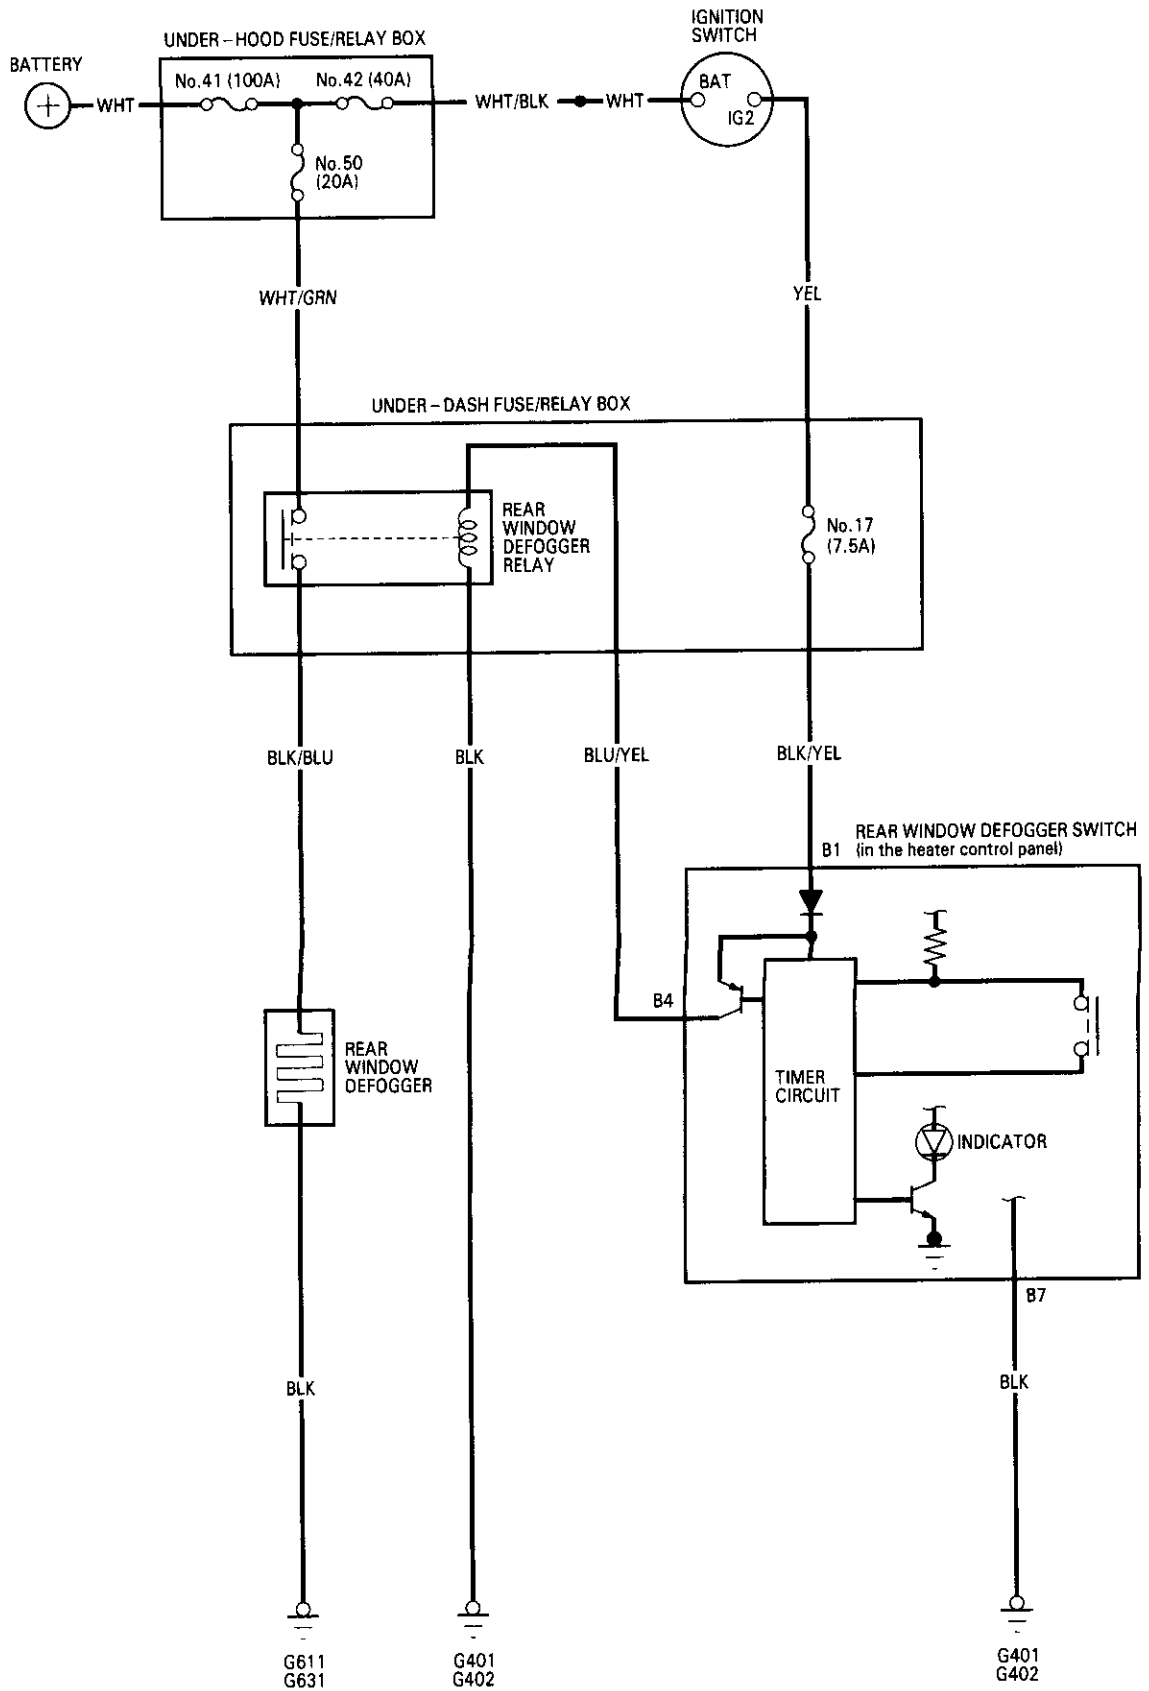 IGNITION
SWITCH
UNDER-HOOD FUSE/RELAY BOX
BATTERY
No.41 (100A)
No.42 (40A)
BAT
+
WHT
WHT/BLK
WHT
IG2
No.50
(20A)
WHT/GRN
YEL
UNDER-DASH FUSE/RELAY BOX
REAR
WINDOW
DEFOGGER
RELAY
No.17
(7.5A)
BLK/BLU
BLK
BLU/YEL
BLK/YEL
REAR WINDOW DEFOGGER SWITCH
B1
(in the heater control panel)
B4
REAR
WINDOW
DEFOGGER
TIMER
CIRCUIT
INDICATOR
B7
BLK
BLK
G611
G631
G401
G402
G401
G402